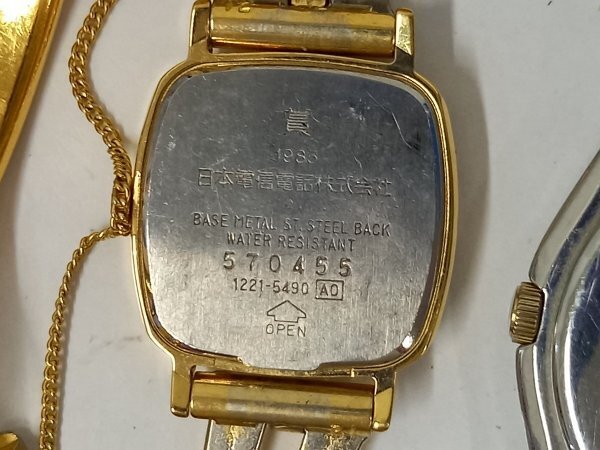 賞
1986
日本電信電話株式会社
BASE METAL ST. STEEL BACK
WATER RESISTANT
570455
1221-5490 AD
OPEN